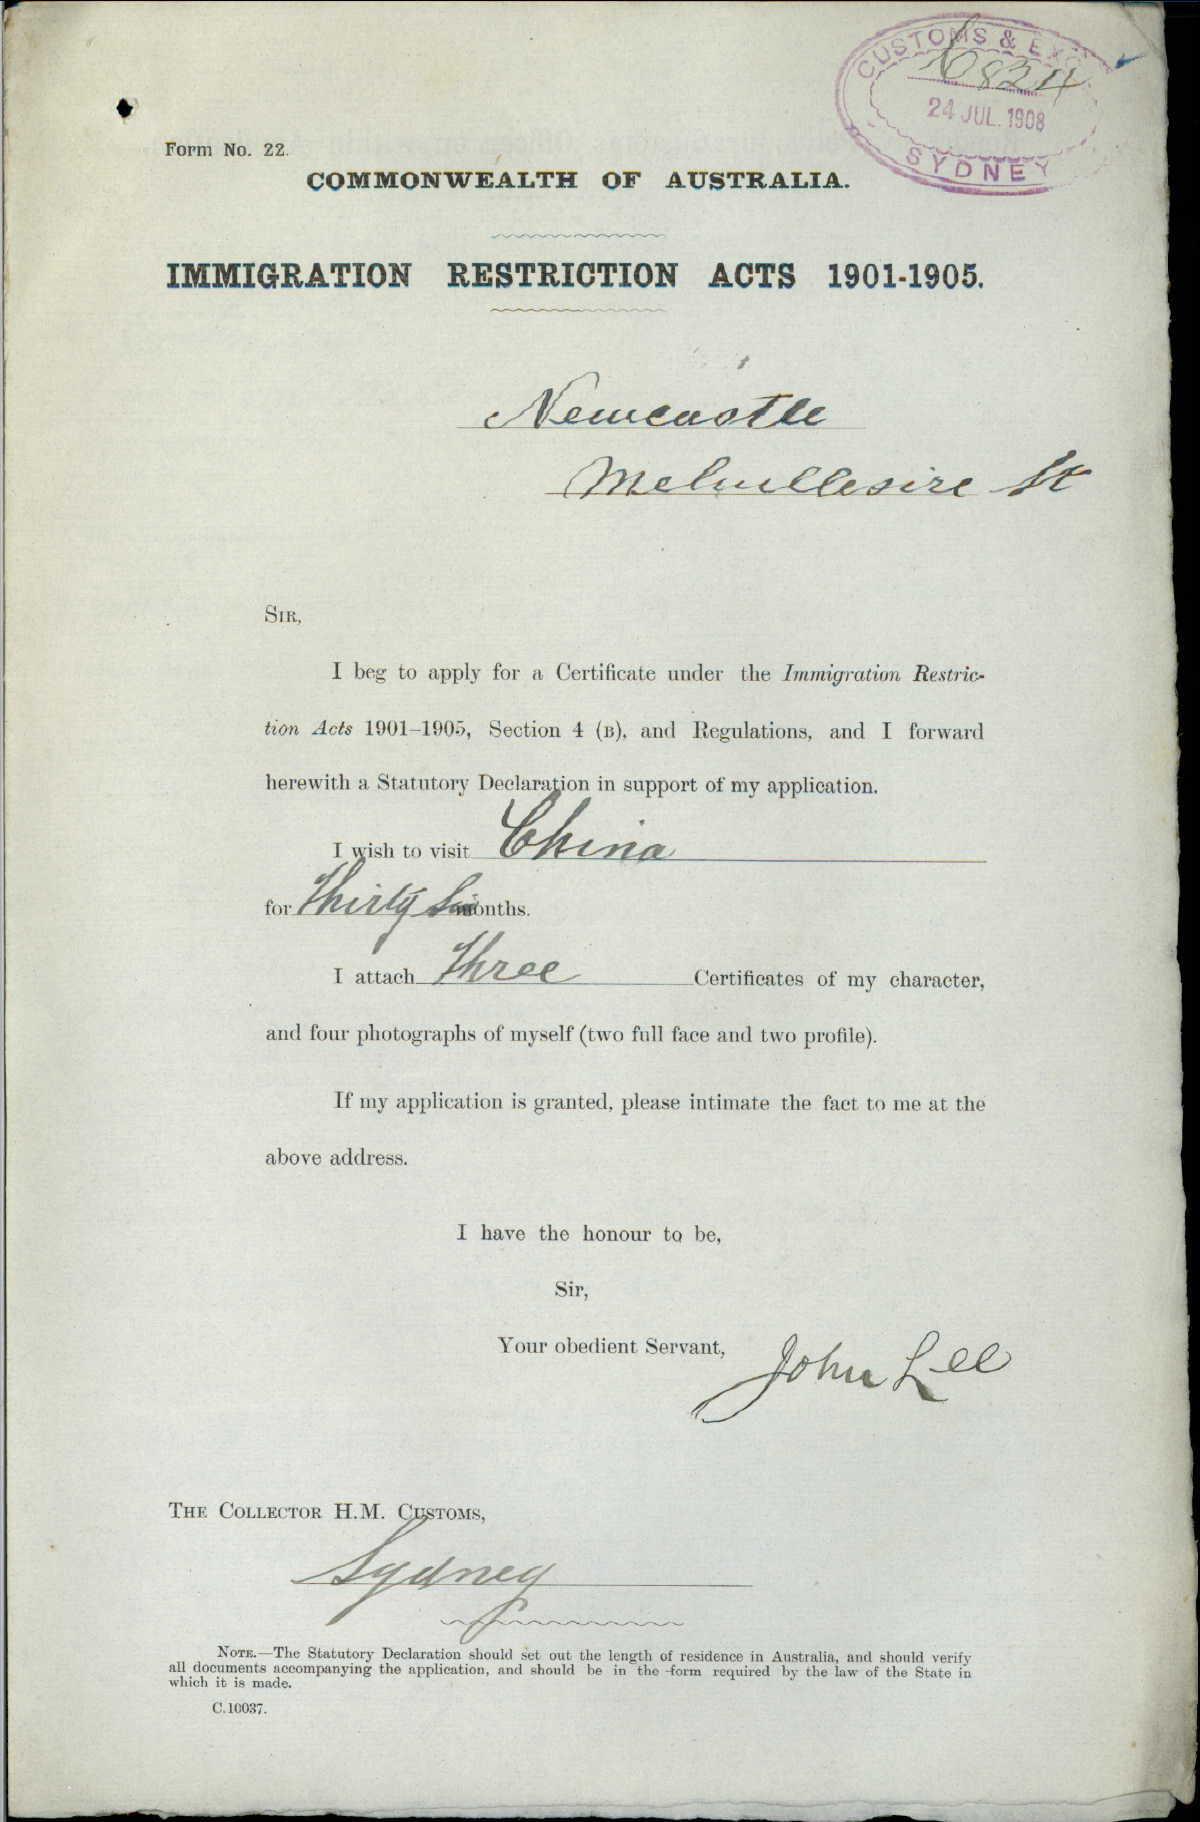 CUSTOMS & EXC
24 JUL. 1908
SYDNEY
Form No. 22.
COMMONWEALTH OF AUSTRALIA.
IMMIGRATION RESTRICTION ACTS 1901-1905.
Newcastle
St
SIR,
I beg to apply for a Certificate under the Immigration Restric-
tion Acts 1901–1905, Section 4 (B), and Regulations, and I forward
herewith a Statutory Declaration in support of my application.
I wish to visit China
for Thirty Six months.
I attach Three Certificates of my character,
and four photographs of myself (two full face and two profile).
If my application is granted, please intimate the fact to me at the
above address.
I have the honour to be,
Sir,
Your obedient Servant,
John Lee
THE COLLECTOR H.M. CUSTOMS,
Sydney
NOTE.—The Statutory Declaration should set out the length of residence in Australia, and should verify
all documents accompanying the application, and should be in the form required by the law of the State in
which it is made.
C.10037.